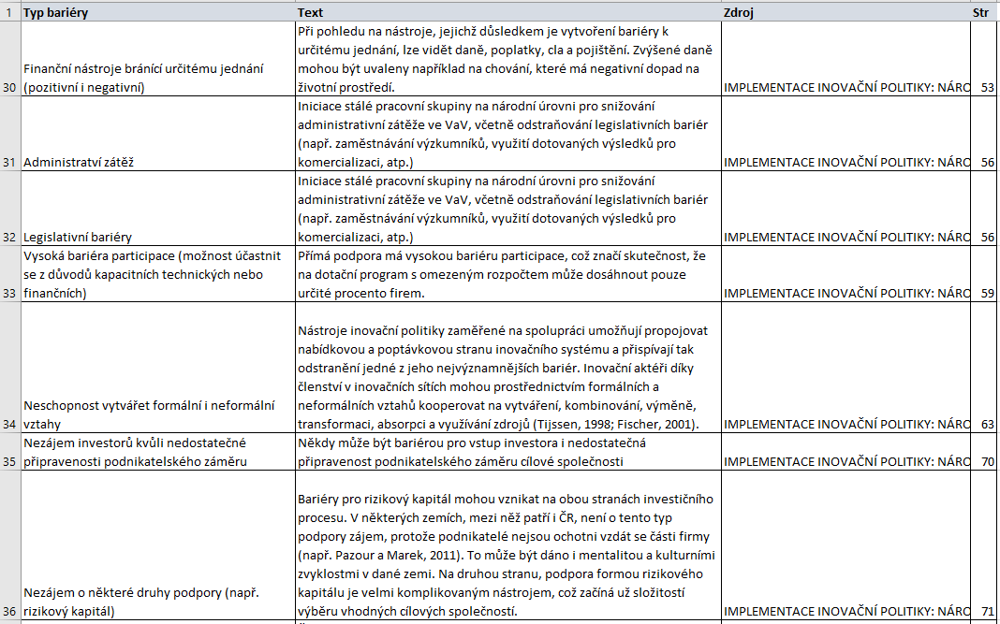 1 Typ bariéry Text Zdroj Str
Při pohledu na nástroje, jejichž důsledkem je vytvoření bariéry k
určitému jednání, lze vidět daně, poplatky, cla a pojištění. Zvýšené daně
Finanční nástroje bránící určitému jednání mohou být uvaleny například na chování, které má negativní dopad na
30 (pozitivní i negativní) životní prostředí. IMPLEMENTACE INOVAČNÍ POLITIKY: NÁRO 53
Iniciace stálé pracovní skupiny na národní úrovni pro snižování
administrativní zátěže ve VaV, včetně odstraňování legislativních bariér
(např. zaměstnávání výzkumníků, využití dotovaných výsledků pro
31 Administratví zátěž komercializaci, atp.) IMPLEMENTACE INOVAČNÍ POLITIKY: NÁRO 56
Iniciace stálé pracovní skupiny na národní úrovni pro snižování
administrativní zátěže ve VaV, včetně odstraňování legislativních bariér
(např. zaměstnávání výzkumníků, využití dotovaných výsledků pro
32 Legislativní bariéry komercializaci, atp.) IMPLEMENTACE INOVAČNÍ POLITIKY: NÁRO 56
Vysoká bariéra participace (možnost účastnit Přímá podpora má vysokou bariéru participace, což značí skutečnost, že
se z důvodů kapacitních technických nebo na dotační program s omezeným rozpočtem může dosáhnout pouze
33 finančních) určité procento firem. IMPLEMENTACE INOVAČNÍ POLITIKY: NÁRO 59
Nástroje inovační politiky zaměřené na spolupráci umožňují propojovat
nabídkovou a poptávkovou stranu inovačního systému a přispívají tak
odstranění jedné z jeho nejvýznamnějších bariér. Inovační aktéři díky
členství v inovačních sítích mohou prostřednictvím formálních a
Neschopnost vytvářet formální i neformální neformálních vztahů kooperovat na vytváření, kombinování, výměně,
34 vztahy transformaci, absorpci a využívání zdrojů (Tijssen, 1998; Fischer, 2001). IMPLEMENTACE INOVAČNÍ POLITIKY: NÁRO 63
Nezájem investorů kvůli nedostatečné Někdy může být bariérou pro vstup investora i nedostatečná
35 připravenosti podnikatelského záměru připravenost podnikatelského záměru cílové společnosti IMPLEMENTACE INOVAČNÍ POLITIKY: NÁRO 70
Bariéry pro rizikový kapitál mohou vznikat na obou stranách investičního
procesu. V některých zemích, mezi něž patří i ČR, není o tento typ
podpory zájem, protože podnikatelé nejsou ochotni vzdát se části firmy
(např. Pazour a Marek, 2011). To může být dáno i mentalitou a kulturními
zvyklostmi v dané zemi. Na druhou stranu, podpora formou rizikového
Nezájem o některé druhy podpory (např. kapitálu je velmi komplikovaným nástrojem, což začíná už složitostí
36 rizikový kapitál) výběru vhodných cílových společností. IMPLEMENTACE INOVAČNÍ POLITIKY: NÁRO 71